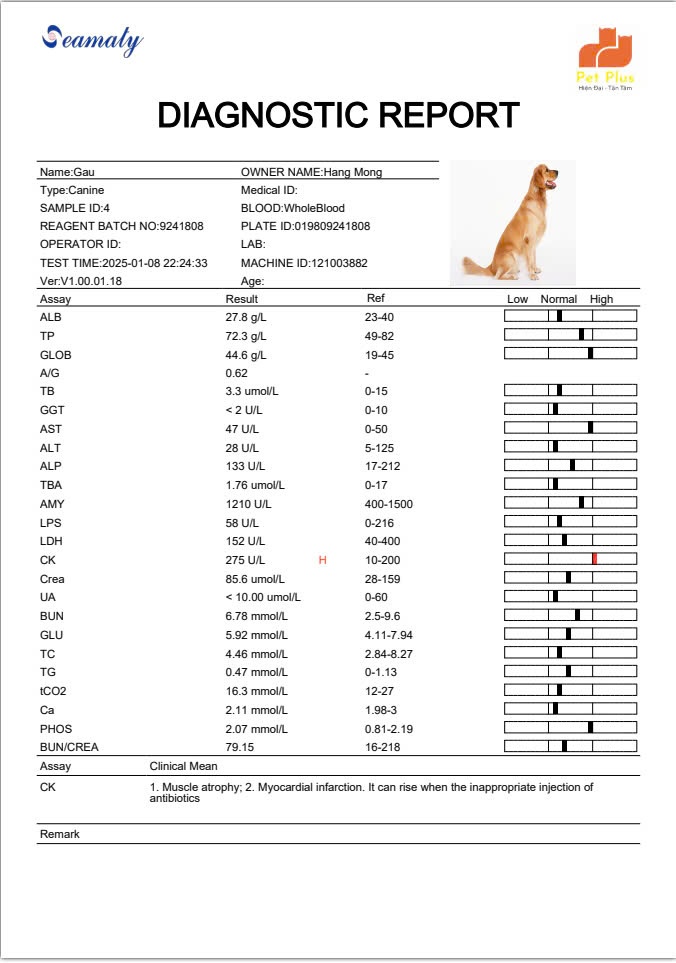 Seamaty
Pet Plus
Hiện Đại - Tận Tâm
DIAGNOSTIC REPORT
Name:Gau OWNER NAME:Hang Mong
Type:Canine Medical ID:
SAMPLE ID:4 BLOOD:WholeBlood
REAGENT BATCH NO:9241808 PLATE ID:019809241808
OPERATOR ID: LAB:
TEST TIME:2025-01-08 22:24:33 MACHINE ID:121003882
Ver:V1.00.01.18 Age:
Assay Result Ref Low Normal High
ALB 27.8 g/L 23-40
TP 72.3 g/L 49-82
GLOB 44.6 g/L 19-45
A/G 0.62 -
TB 3.3 umol/L 0-15
GGT < 2 U/L 0-10
AST 47 U/L 0-50
ALT 28 U/L 5-125
ALP 133 U/L 17-212
TBA 1.76 umol/L 0-17
AMY 1210 U/L 400-1500
LPS 58 U/L 0-216
LDH 152 U/L 40-400
CK 275 U/L H 10-200
Crea 85.6 umol/L 28-159
UA < 10.00 umol/L 0-60
BUN 6.78 mmol/L 2.5-9.6
GLU 5.92 mmol/L 4.11-7.94
TC 4.46 mmol/L 2.84-8.27
TG 0.47 mmol/L 0-1.13
tCO2 16.3 mmol/L 12-27
Ca 2.11 mmol/L 1.98-3
PHOS 2.07 mmol/L 0.81-2.19
BUN/CREA 79.15 16-218
Assay Clinical Mean
CK 1. Muscle atrophy; 2. Myocardial infarction. It can rise when the inappropriate injection of
antibiotics
Remark